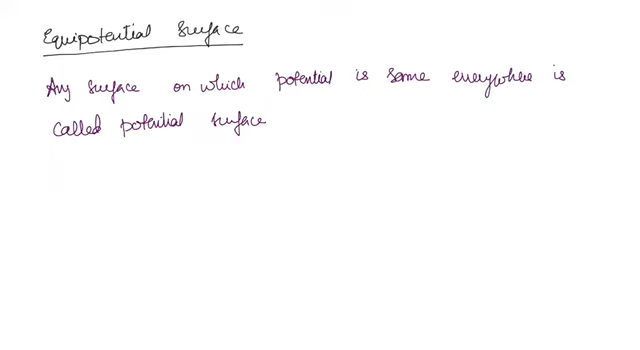 Equipotential Surface
Any surface on which potential is same everywhere is
called potential surface